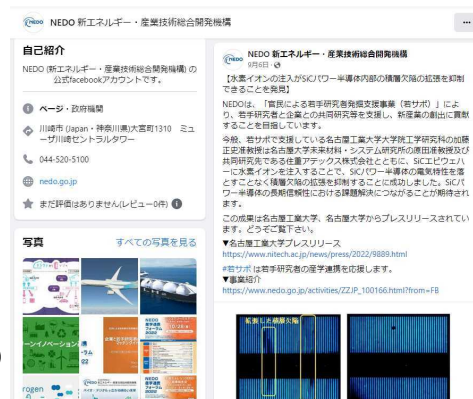 NEDO 新エネルギー・産業技術総合開発機構
自己紹介
NEDO (新エネルギー・産業技術総合開発機構) の
公式facebookアカウントです。
ページ・政府機関
川崎市 (Japan・神奈川県)大宮町1310 ミュ
ーザ川崎セントラルタワー
044-520-5100
nedo.go.jp
まだ評価はありません(レビュー0件)
写真
すべての写真を見る
NEDO 新エネルギー・産業技術総合開発機構
9月6日
【水素イオンの注入がSiCパワー半導体内部の積層欠陥の拡張を抑制
できることを発見】
NEDOは、「官民による若手研究者発掘支援事業（若サポ）」によ
り、若手研究者と企業との共同研究等を支援し、新産業の創出に貢献
することを目指しています。
今般、若サポで支援している名古屋工業大学大学院工学研究科の加藤
正史准教授は名古屋大学未来材料・システム研究所の原田准教授及び
共同研究先である住重アテックス株式会社とともに、SiCエピウエハ
ーに水素イオンを注入することで、SiCパワー半導体の電気特性を落
とすことなく積層欠陥の拡張を抑制することに成功しました。SiCパ
ワー半導体の長期信頼性における課題解決につながることが期待され
ます。
この成果は名古屋工業大学、名古屋大学からプレスリリースされてい
ます。どうぞご覧下さい。
▼名古屋工業大学プレスリリース
https://www.nitech.ac.jp/news/press/2022/9889.html
#若サポ は若手研究者の産学連携を応援します。
▼事業紹介
https://www.nedo.go.jp/activities/ZZJP_100166.html?from=FB
拡張した積層欠陥